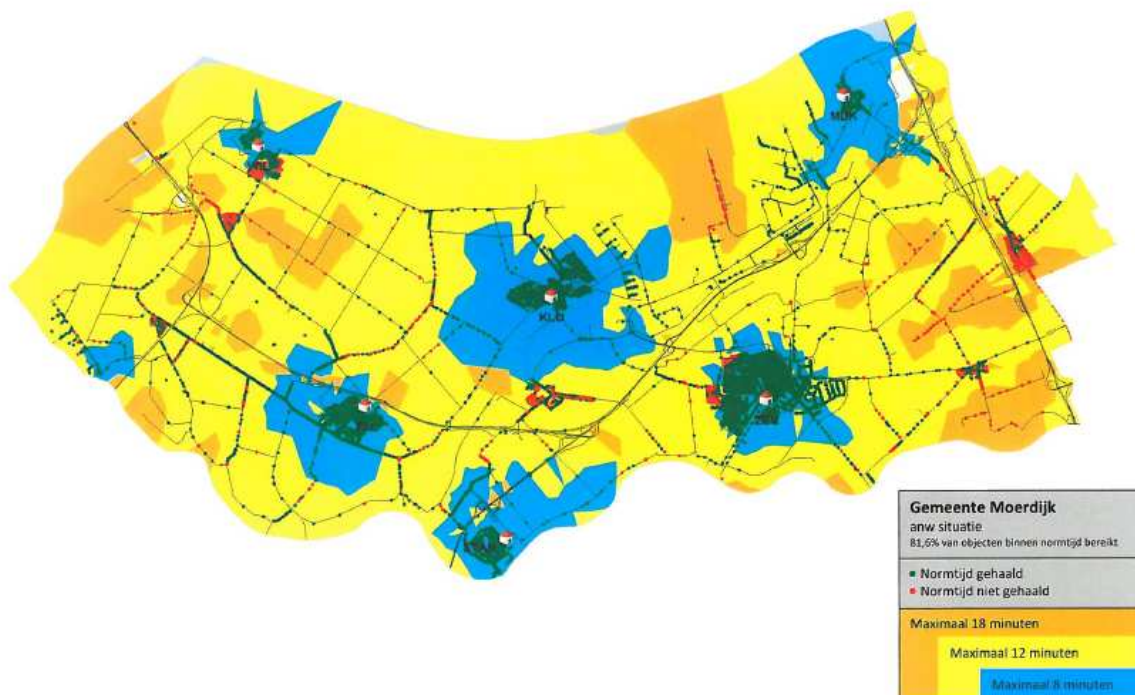 MDK
KLD
Gemeente Moerdijk
anw situatie
81,6% van objecten binnen normtijd bereikt
Normtijd gehaald
Normtijd niet gehaald
Maximaal 18 minuten
Maximaal 12 minuten
Maximaal 8 minuten